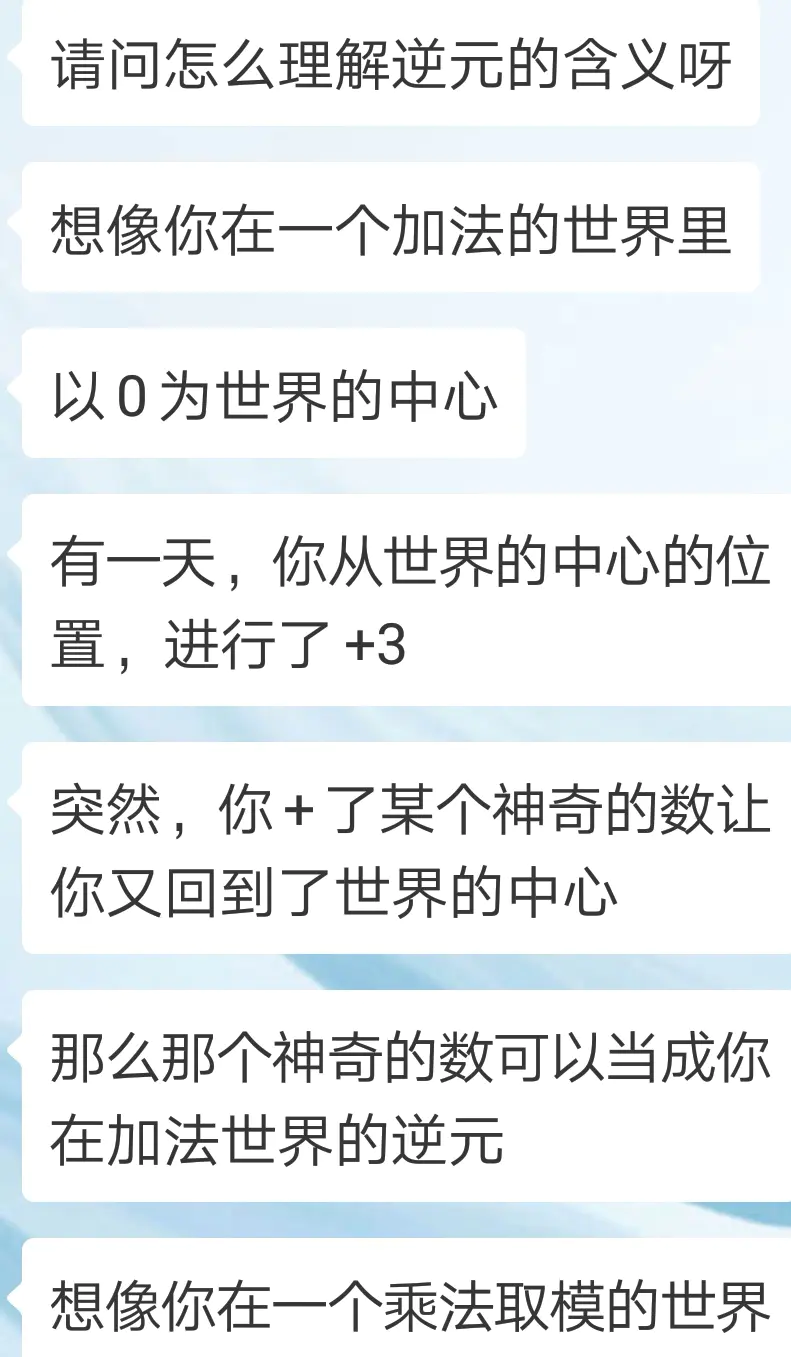 请问怎么理解逆元的含义呀
想像你在一个加法的世界里
以0为世界的中心
有一天，你从世界的中心的位
置，进行了+3
突然，你+了某个神奇的数让
你又回到了世界的中心
那么那个神奇的数可以当成你
在加法世界的逆元
想像你在一个乘法取模的世界